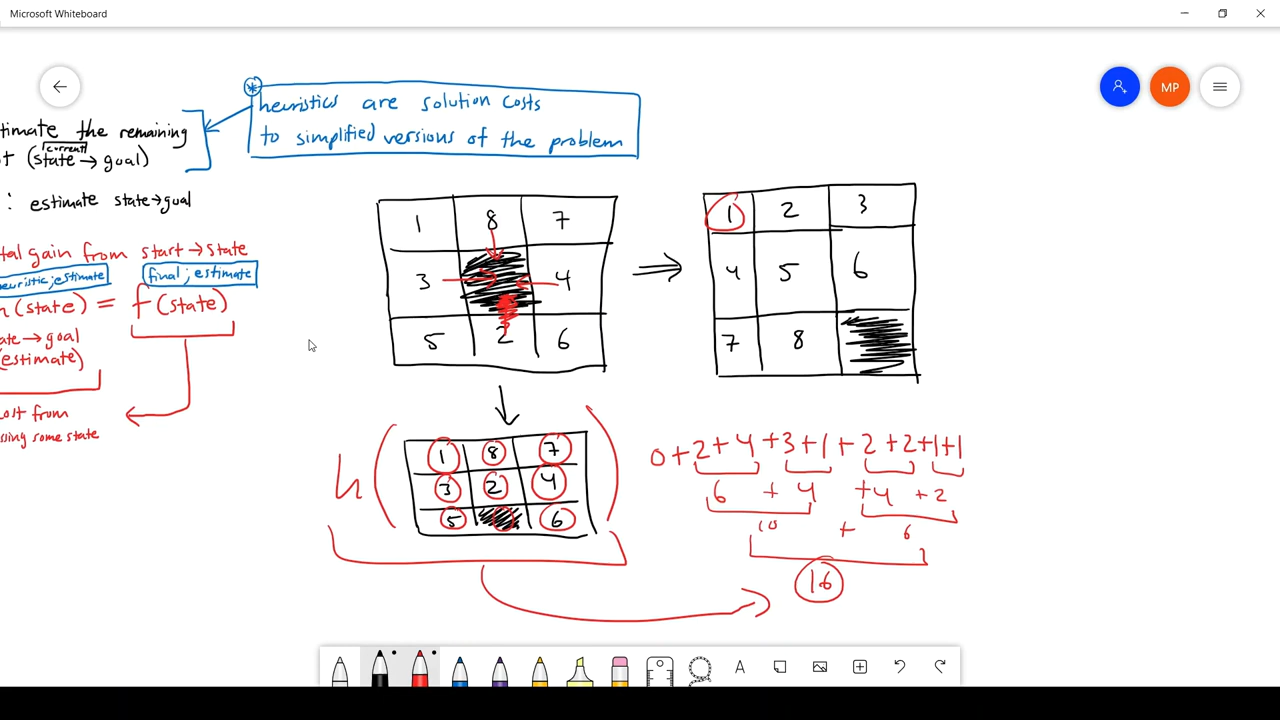 Microsoft Whiteboard
MP
* heuristics are solution costs
to simplified versions of the problem
timate the remaining
current
t (state → goal)
: estimate state→goal
tal gain from start → state
heuristic; estimate
final; estimate
h(state) = f(state)
ate → goal
(estimate)
cost from
ssing some state
1 8 7
3 4
5 2 6
⇒
1 2 3
4 5 6
7 8
h(
1 8 7
3 2 4
5 6
)
0+2+4+3+1+2+2+1+1
6 + 4 +4 +2
10 + 6
16
A